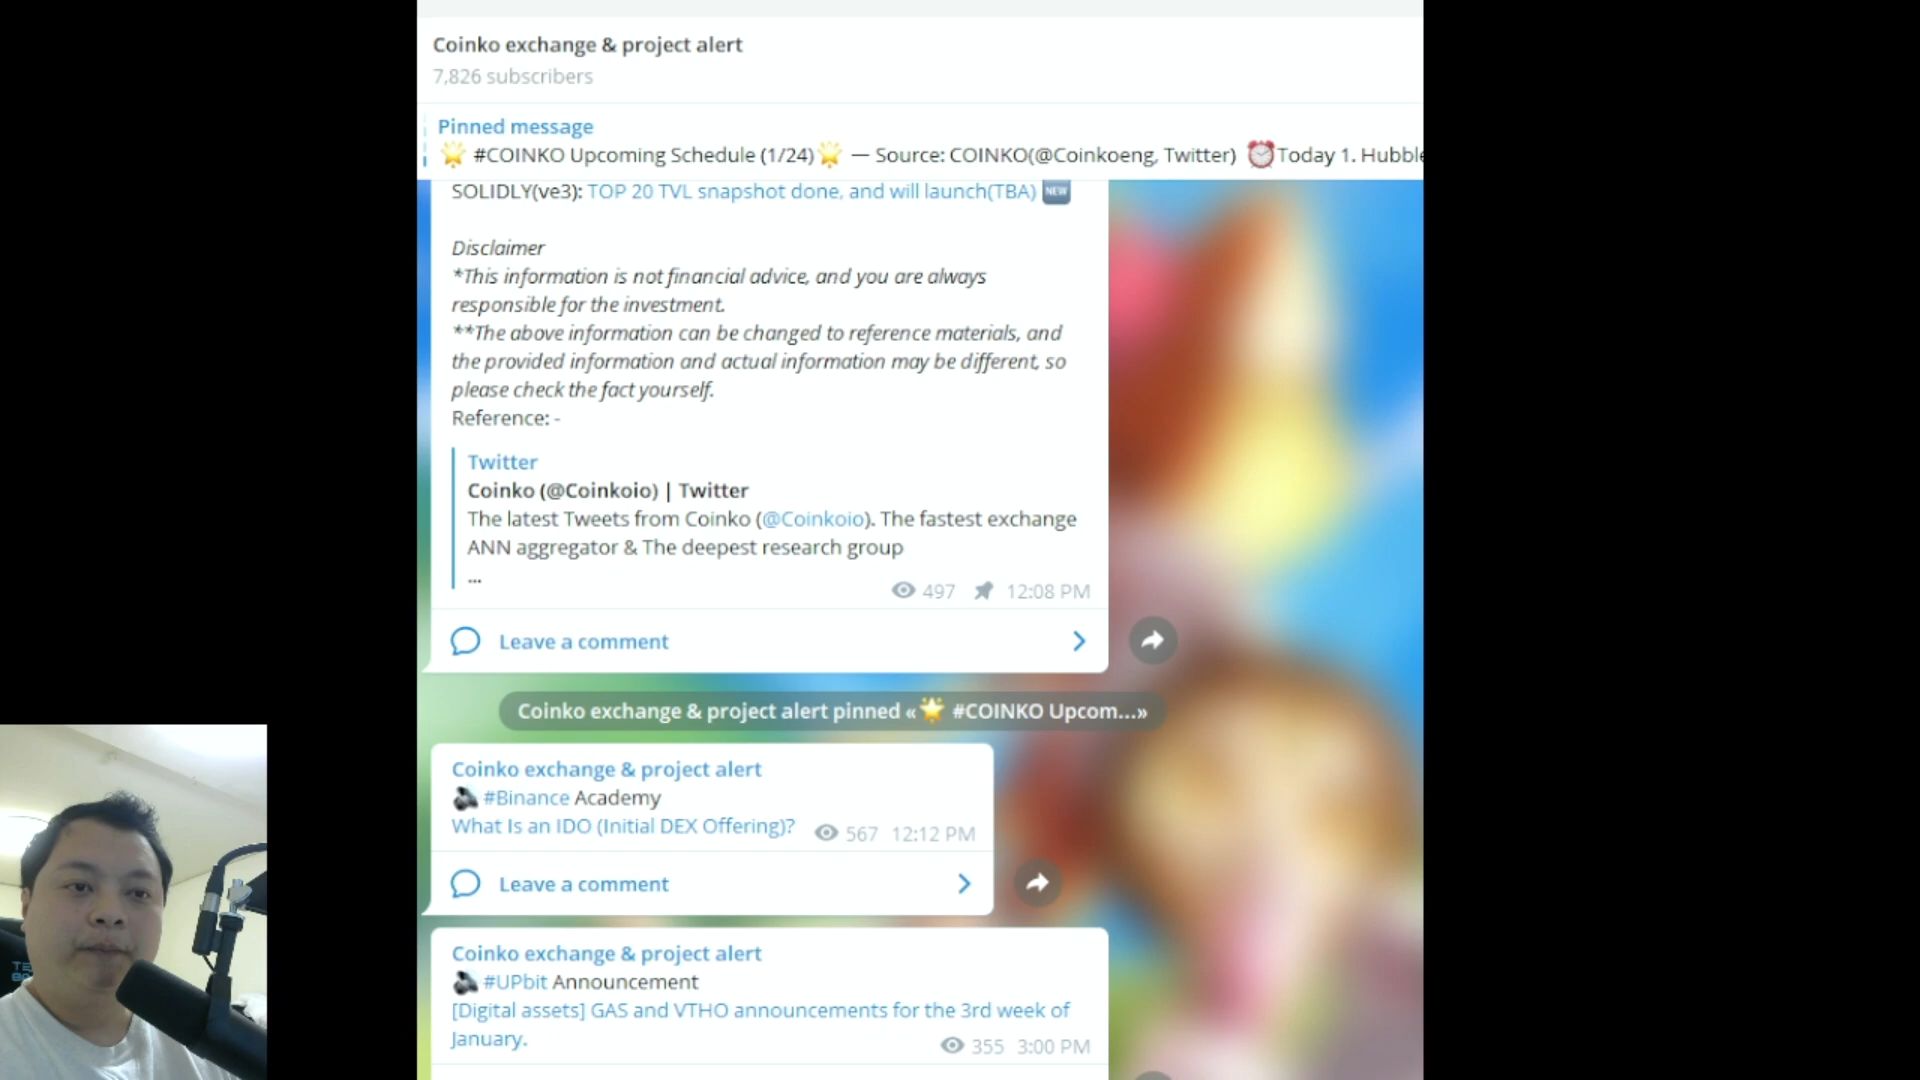 Coinko exchange & project alert
7,826 subscribers
Pinned message
🌟 #COINKO Upcoming Schedule (1/24)🌟 — Source: COINKO(@Coinkoeng, Twitter) ⏰Today 1. Hubble
SOLIDLY(ve3): TOP 20 TVL snapshot done, and will launch(TBA) 🆕
Disclaimer
*This information is not financial advice, and you are always
responsible for the investment.
**The above information can be changed to reference materials, and
the provided information and actual information may be different, so
please check the fact yourself.
Reference: -
Twitter
Coinko (@Coinkoio) | Twitter
The latest Tweets from Coinko (@Coinkoio). The fastest exchange
ANN aggregator & The deepest research group
...
497 12:08 PM
Leave a comment
Coinko exchange & project alert pinned «🌟 #COINKO Upcom...»
Coinko exchange & project alert
🔊 #Binance Academy
What Is an IDO (Initial DEX Offering)?
567 12:12 PM
Leave a comment
Coinko exchange & project alert
🔊 #UPbit Announcement
[Digital assets] GAS and VTHO announcements for the 3rd week of
January.
355 3:00 PM